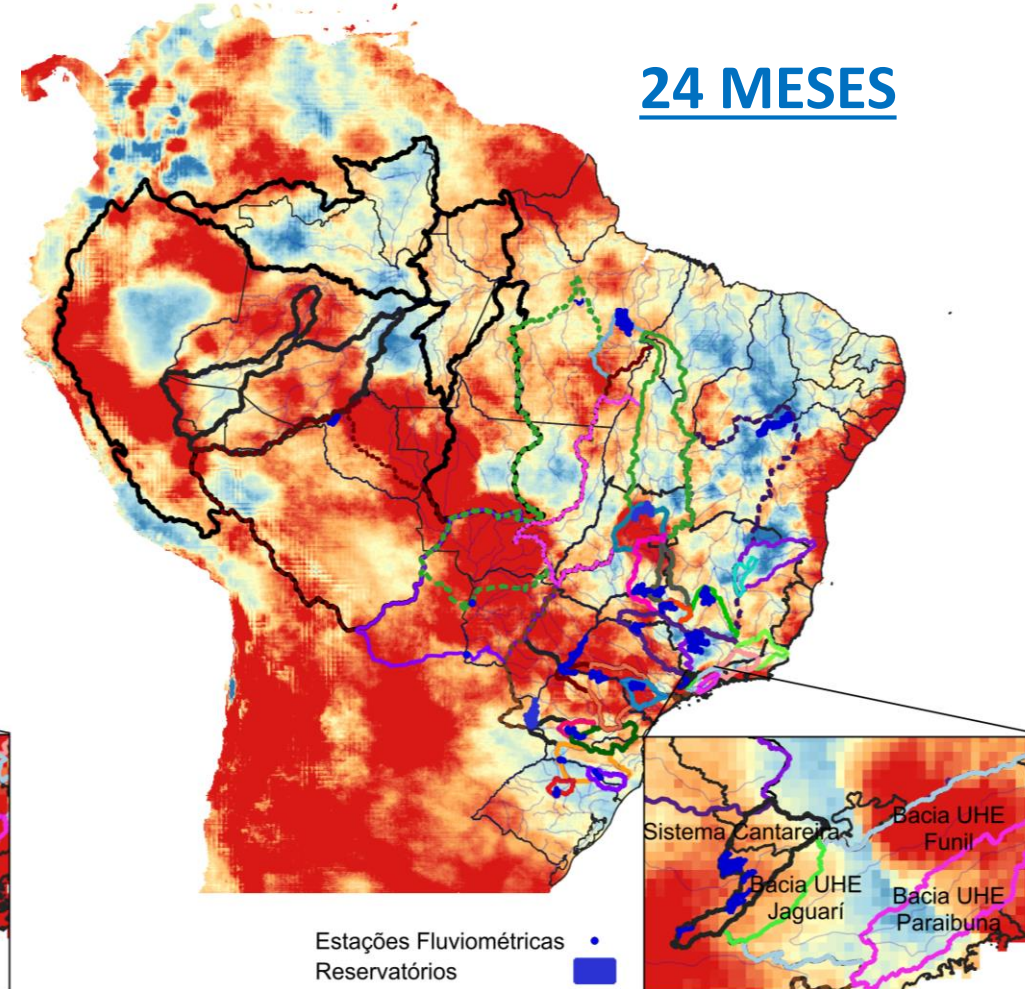 24 MESES
Sistema Cantareira
Bacia UHE
Funil
Bacia UHE
Jaguarí
Bacia UHE
Paraibuna
Estações Fluviométricas
Reservatórios